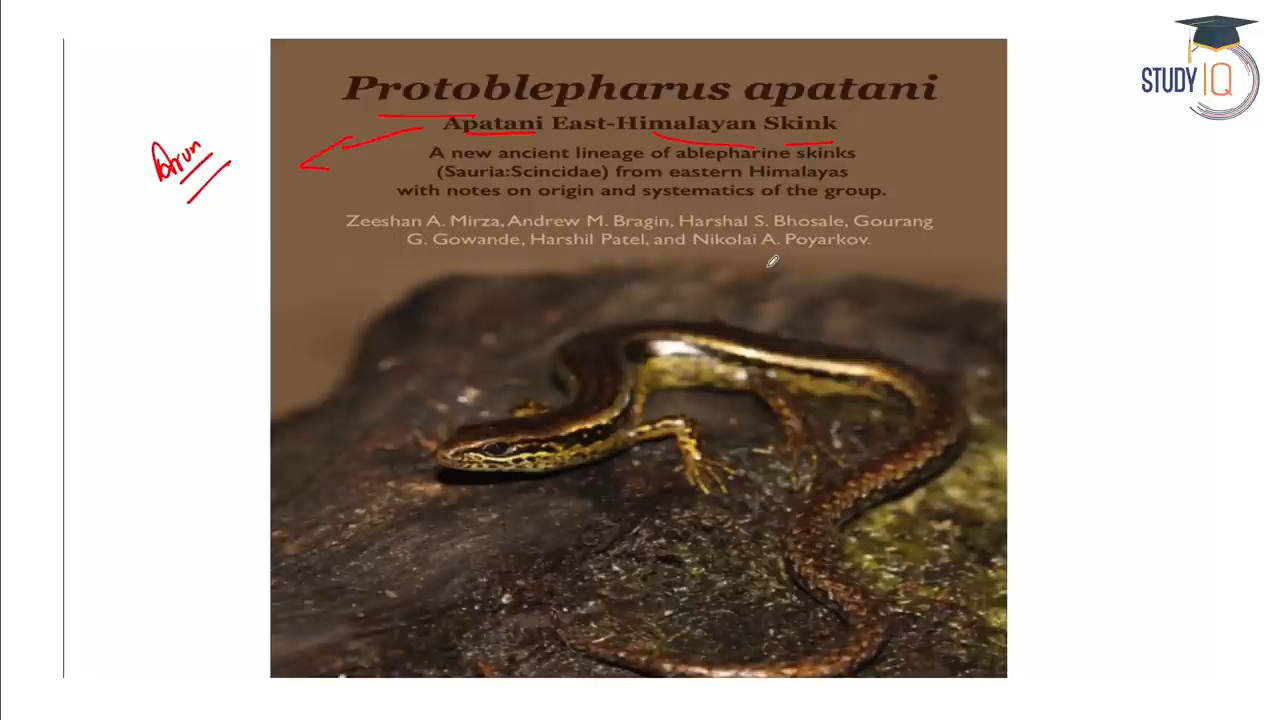 STUDY IQ
Protoblepharus apatani
Apatani East-Himalayan Skink
A new ancient lineage of ablepharine skinks
(Sauria:Scincidae) from eastern Himalayas
with notes on origin and systematics of the group.
Zeeshan A. Mirza, Andrew M. Bragin, Harshal S. Bhosale, Gourang
G. Gowande, Harshil Patel, and Nikolai A. Poyarkov.